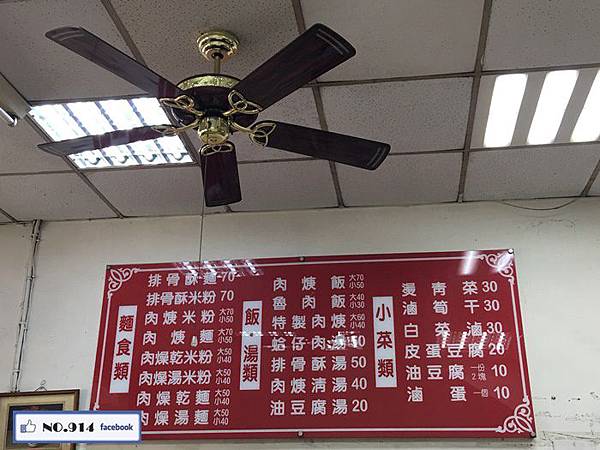 麵食類
排骨酥麵 70
排骨酥米粉 70
肉焿米粉 大70 小50
肉焿麵 大70 小50
肉燥乾米粉 大50 小40
肉燥湯米粉 大50 小40
肉燥乾麵 大50 小40
肉燥湯麵 大50 小40
飯湯類
肉焿飯 大70 小50
魯肉飯 大40 小30
特製肉焿 大60 小40
蛤仔肉湯
排骨酥湯 50
肉焿清湯 40
油豆腐湯 20
小菜類
燙青菜 30
滷筍干 30
白菜滷 30
皮蛋豆腐 20
油豆腐 一份2塊 10
滷蛋 一個 10
NO.914 facebook